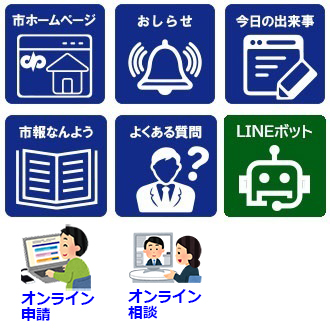 市ホームページ
おしらせ
今日の出来事
市報なんよう
よくある質問
LINEボット
オンライン
申請
オンライン
相談